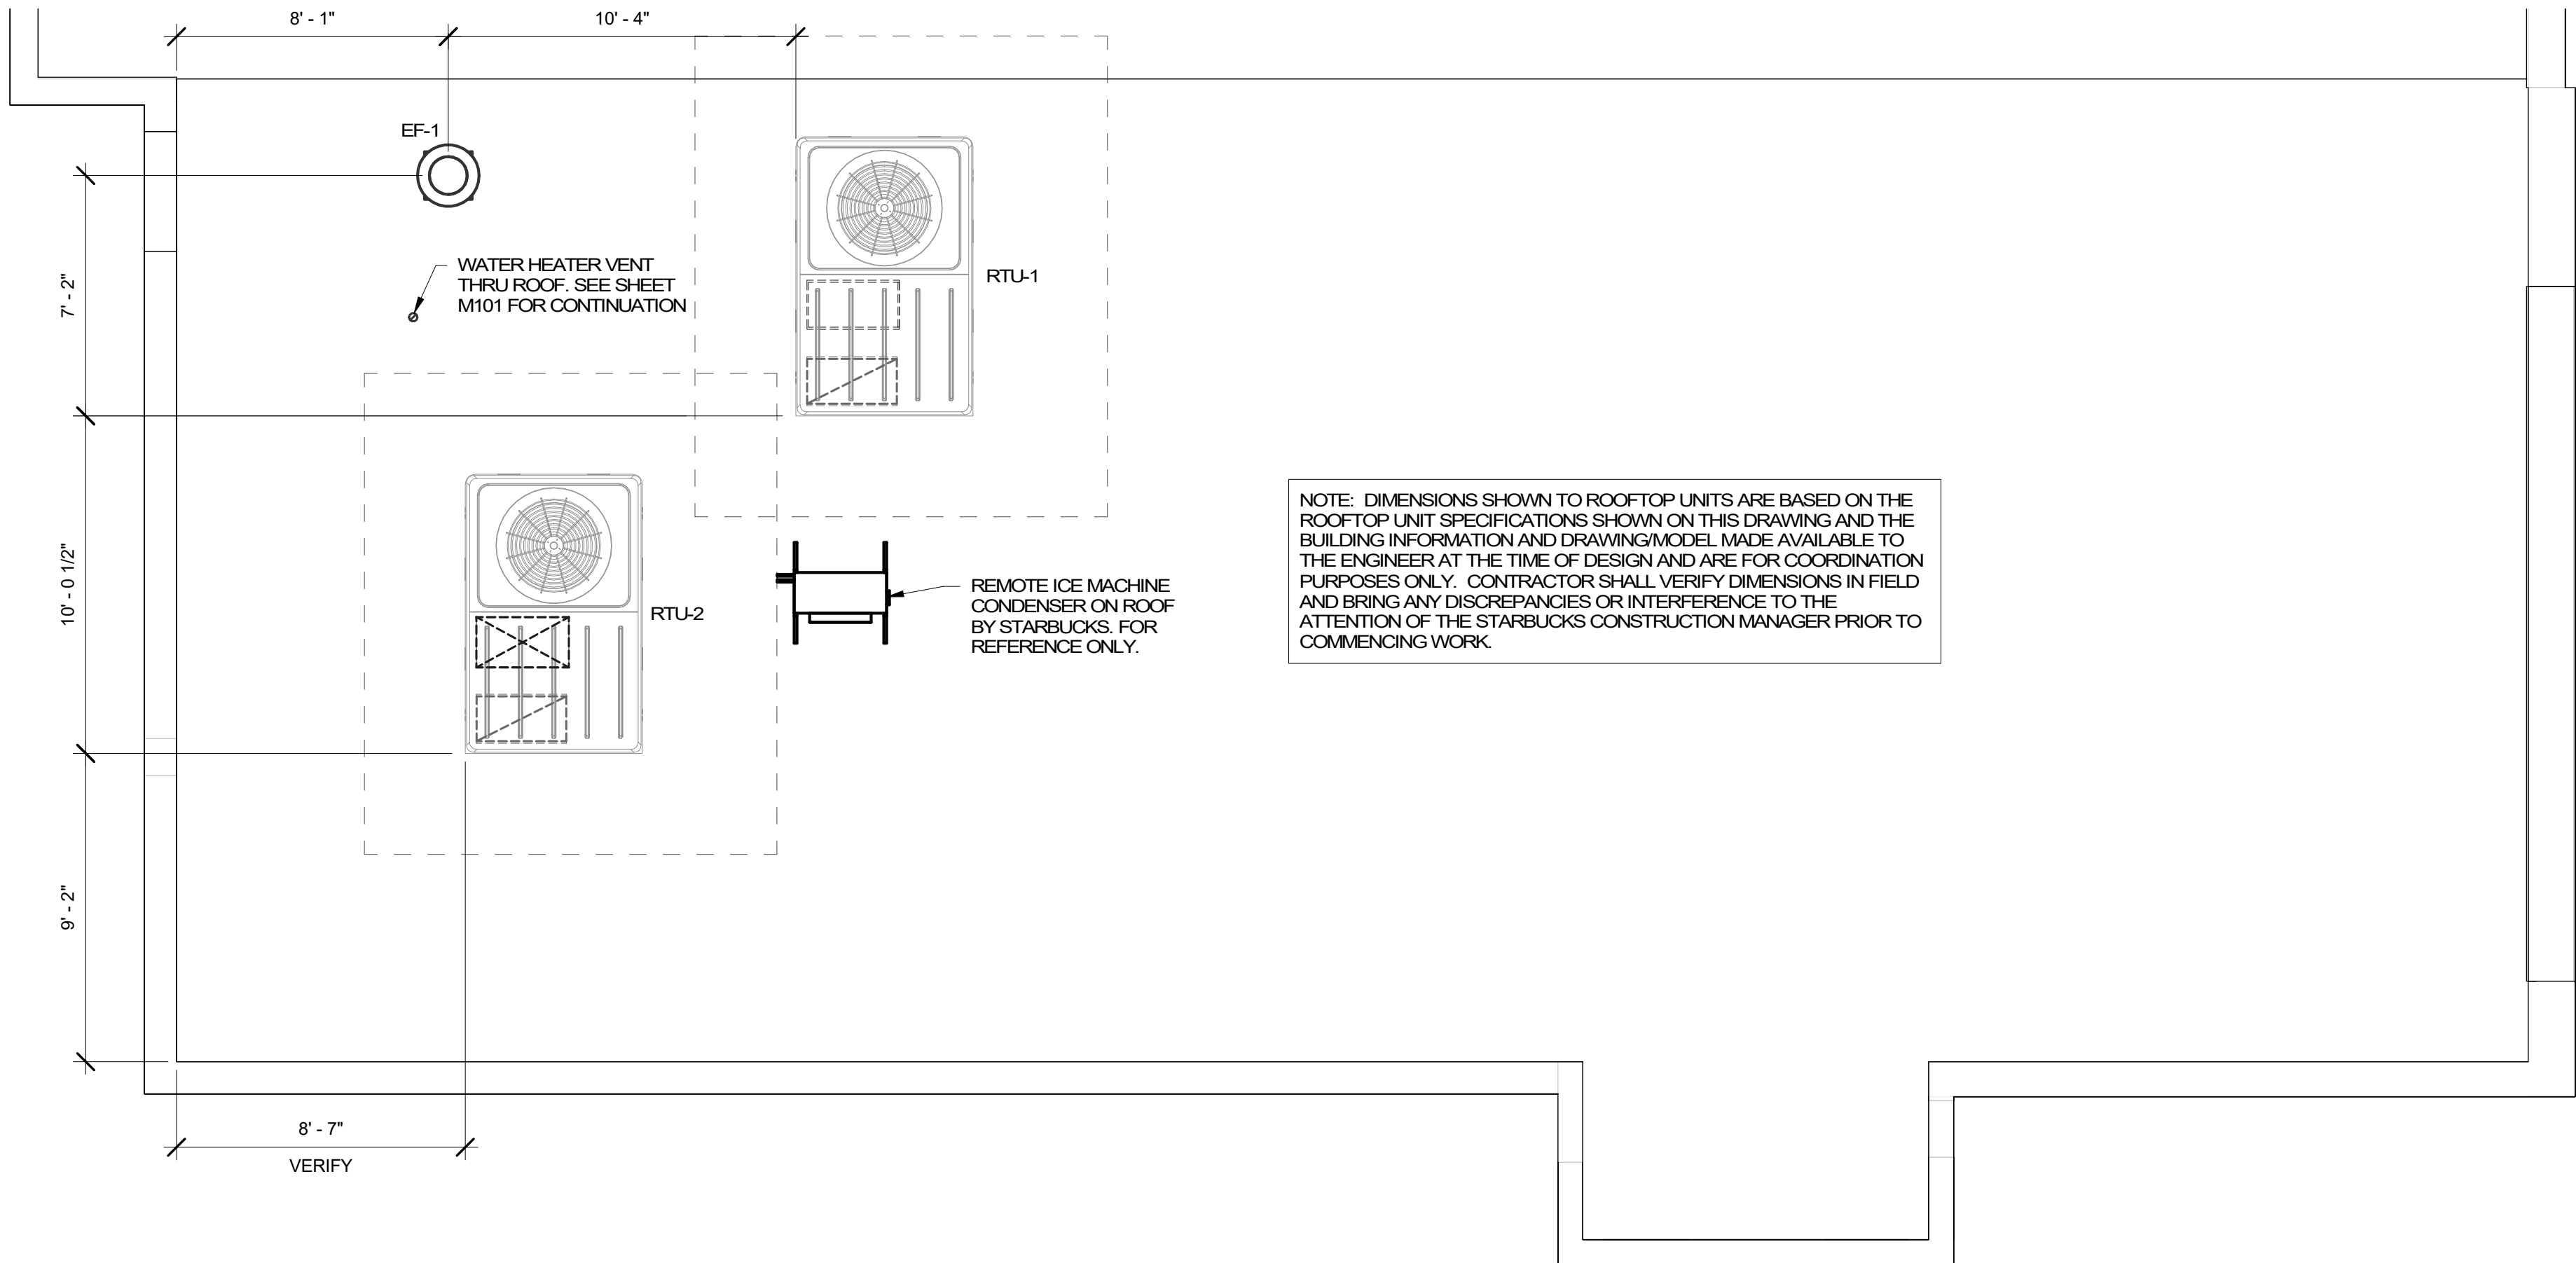 8' - 1"
10' - 4"
EF-1
WATER HEATER VENT
THRU ROOF. SEE SHEET
M101 FOR CONTINUATION
RTU-1
7' - 2"
10' - 0 1/2"
RTU-2
REMOTE ICE MACHINE
CONDENSER ON ROOF
BY STARBUCKS. FOR
REFERENCE ONLY.
NOTE: DIMENSIONS SHOWN TO ROOFTOP UNITS ARE BASED ON THE
ROOFTOP UNIT SPECIFICATIONS SHOWN ON THIS DRAWING AND THE
BUILDING INFORMATION AND DRAWING/MODEL MADE AVAILABLE TO
THE ENGINEER AT THE TIME OF DESIGN AND ARE FOR COORDINATION
PURPOSES ONLY. CONTRACTOR SHALL VERIFY DIMENSIONS IN FIELD
AND BRING ANY DISCREPANCIES OR INTERFERENCE TO THE
ATTENTION OF THE STARBUCKS CONSTRUCTION MANAGER PRIOR TO
COMMENCING WORK.
9' - 2"
8' - 7"
VERIFY